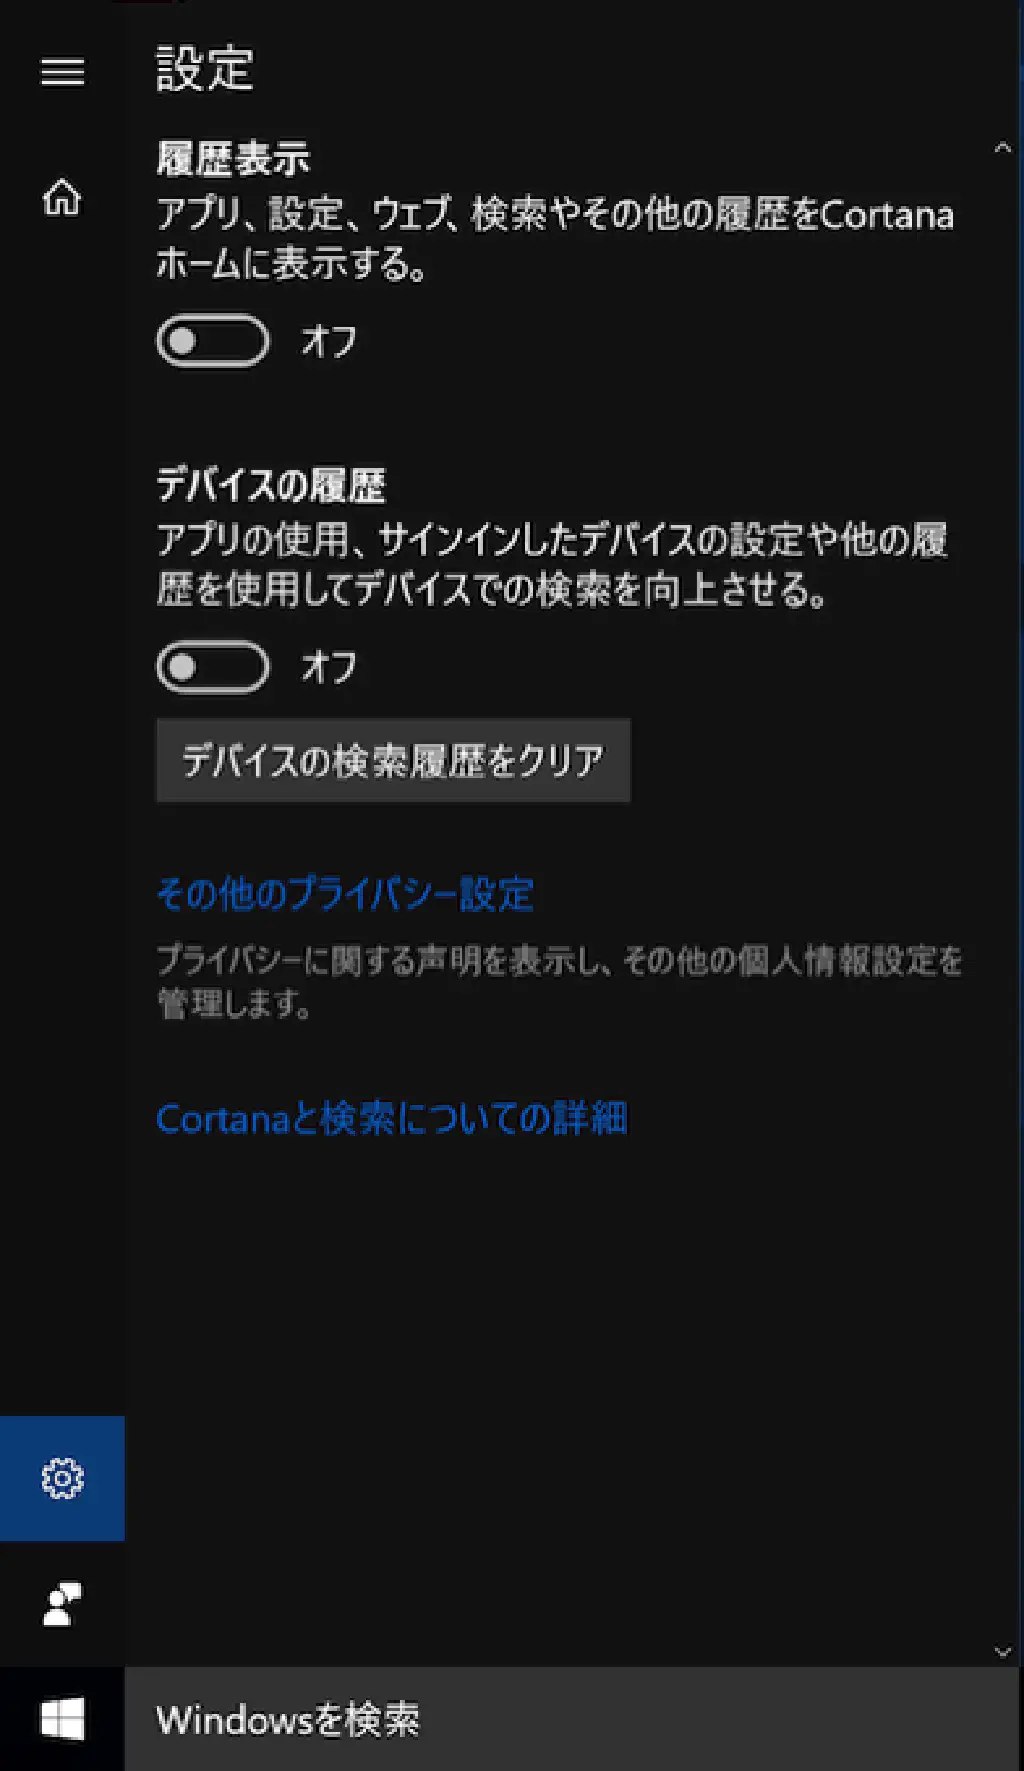 設定
履歴表示
アプリ、設定、ウェブ、検索やその他の履歴をCortana
ホームに表示する。
オフ
デバイスの履歴
アプリの使用、サインインしたデバイスの設定や他の履
歴を使用してデバイスでの検索を向上させる。
オフ
デバイスの検索履歴をクリア
その他のプライバシー設定
プライバシーに関する声明を表示し、その他の個人情報設定を
管理します。
Cortanaと検索についての詳細
Windowsを検索